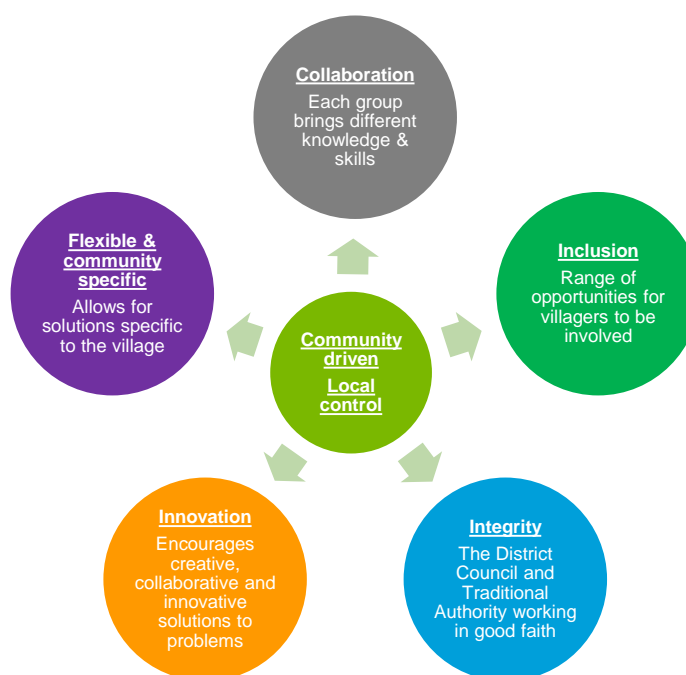 Collaboration
Each group
brings different
knowledge &
skills
Flexible &
community
specific
Allows for
solutions specific
to the village
Inclusion
Range of
opportunities for
villagers to be
involved
Community
driven
Local
control
Innovation
Encourages
creative,
collaborative and
innovative
solutions to
problems
Integrity
The District
Council and
Traditional
Authority working
in good faith